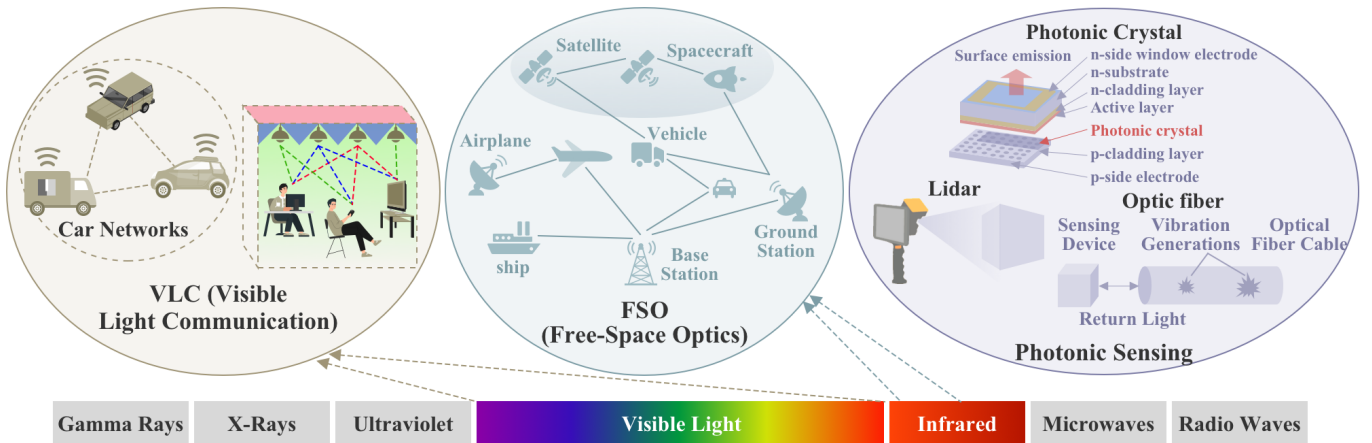 Car Networks
VLC (Visible
Light Communication)
Satellite
Spacecraft
Airplane
Vehicle
ship
Base
Station
Ground
Station
FSO
(Free-Space Optics)
Photonic Crystal
Surface emission
n-side window electrode
n-substrate
n-cladding layer
Active layer
Photonic crystal
p-cladding layer
p-side electrode
Lidar
Optic fiber
Sensing
Device
Vibration
Generations
Optical
Fiber Cable
Return Light
Photonic Sensing
Gamma Rays
X-Rays
Ultraviolet
Visible Light
Infrared
Microwaves
Radio Waves